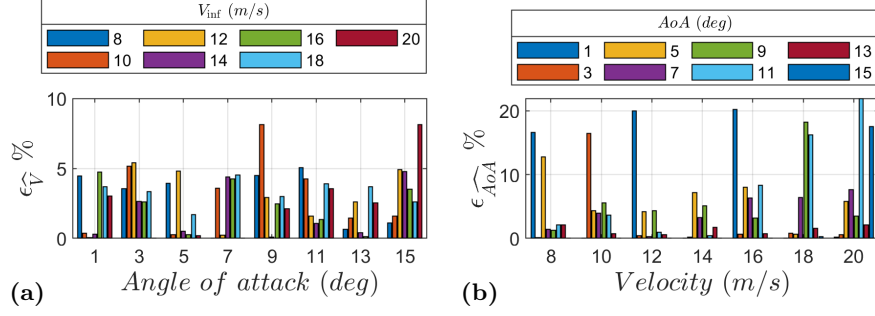 V_inf (m/s)
8 12 16 20
10 14 18
10
5
0
ϵ_V̂ %
1 3 5 7 9 11 13 15
Angle of attack (deg)
(a)
AoA (deg)
1 5 9 13
3 7 11 15
20
10
0
ϵ_ÂoA %
8 10 12 14 16 18 20
Velocity (m/s)
(b)